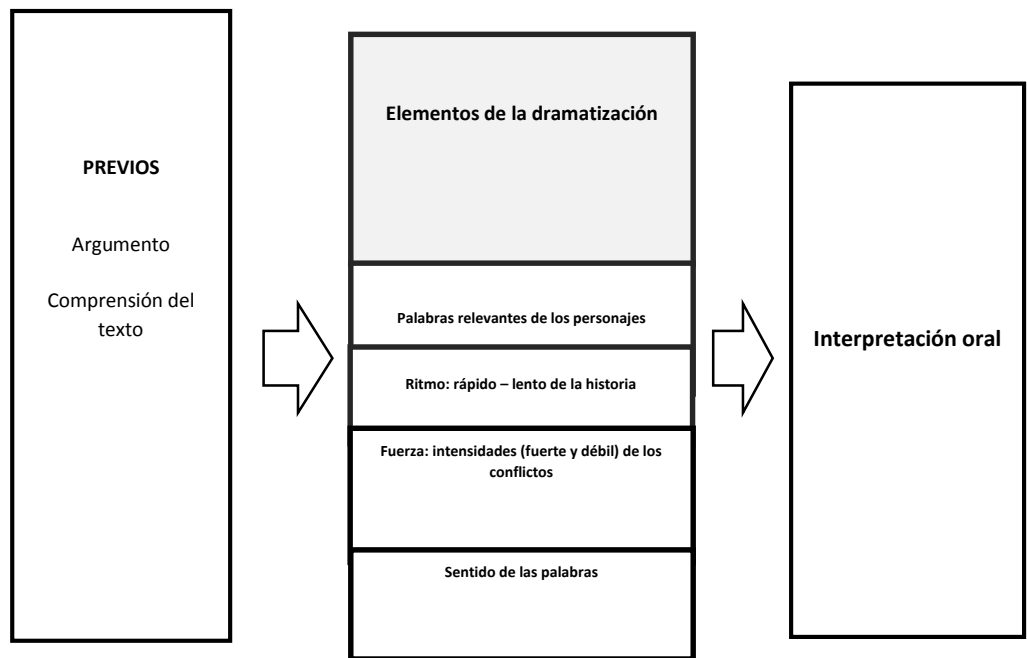 PREVIOS
Argumento
Comprensión del
texto
Elementos de la dramatización
Palabras relevantes de los personajes
Ritmo: rápido – lento de la historia
Fuerza: intensidades (fuerte y débil) de los
conflictos
Sentido de las palabras
Interpretación oral